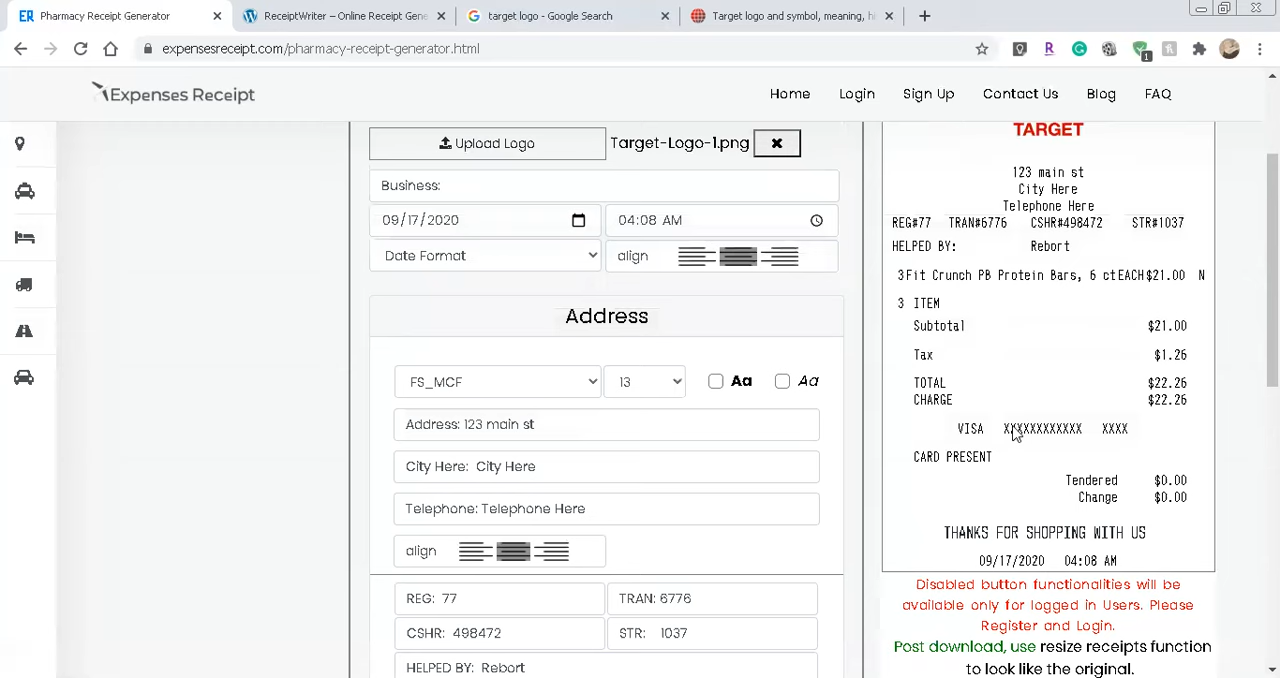 Pharmacy Receipt Generator
ReceiptWriter – Online Receipt Gene
target logo - Google Search
Target logo and symbol, meaning, hi
expensesreceipt.com/pharmacy-receipt-generator.html
Expenses Receipt
Home Login Sign Up Contact Us Blog FAQ
Upload Logo Target-Logo-1.png
Business:
09/17/2020 04:08 AM
Date Format align
Address
FS_MCF 13 Aa Aa
Address: 123 main st
City Here: City Here
Telephone: Telephone Here
align
REG: 77 TRAN: 6776
CSHR: 498472 STR: 1037
HELPED BY: Rebort
TARGET
123 main st
City Here
Telephone Here
REG#77 TRAN#6776 CSHR#498472 STR#1037
HELPED BY: Rebort
3Fit Crunch PB Protein Bars, 6 ctEACH$21.00 N
3 ITEM
Subtotal $21.00
Tax $1.26
TOTAL $22.26
CHARGE $22.26
VISA XXXXXXXXXXXX XXXX
CARD PRESENT
Tendered $0.00
Change $0.00
THANKS FOR SHOPPING WITH US
09/17/2020 04:08 AM
Disabled button functionalities will be
available only for logged in Users. Please
Register and Login.
Post download, use resize receipts function
to look like the original.